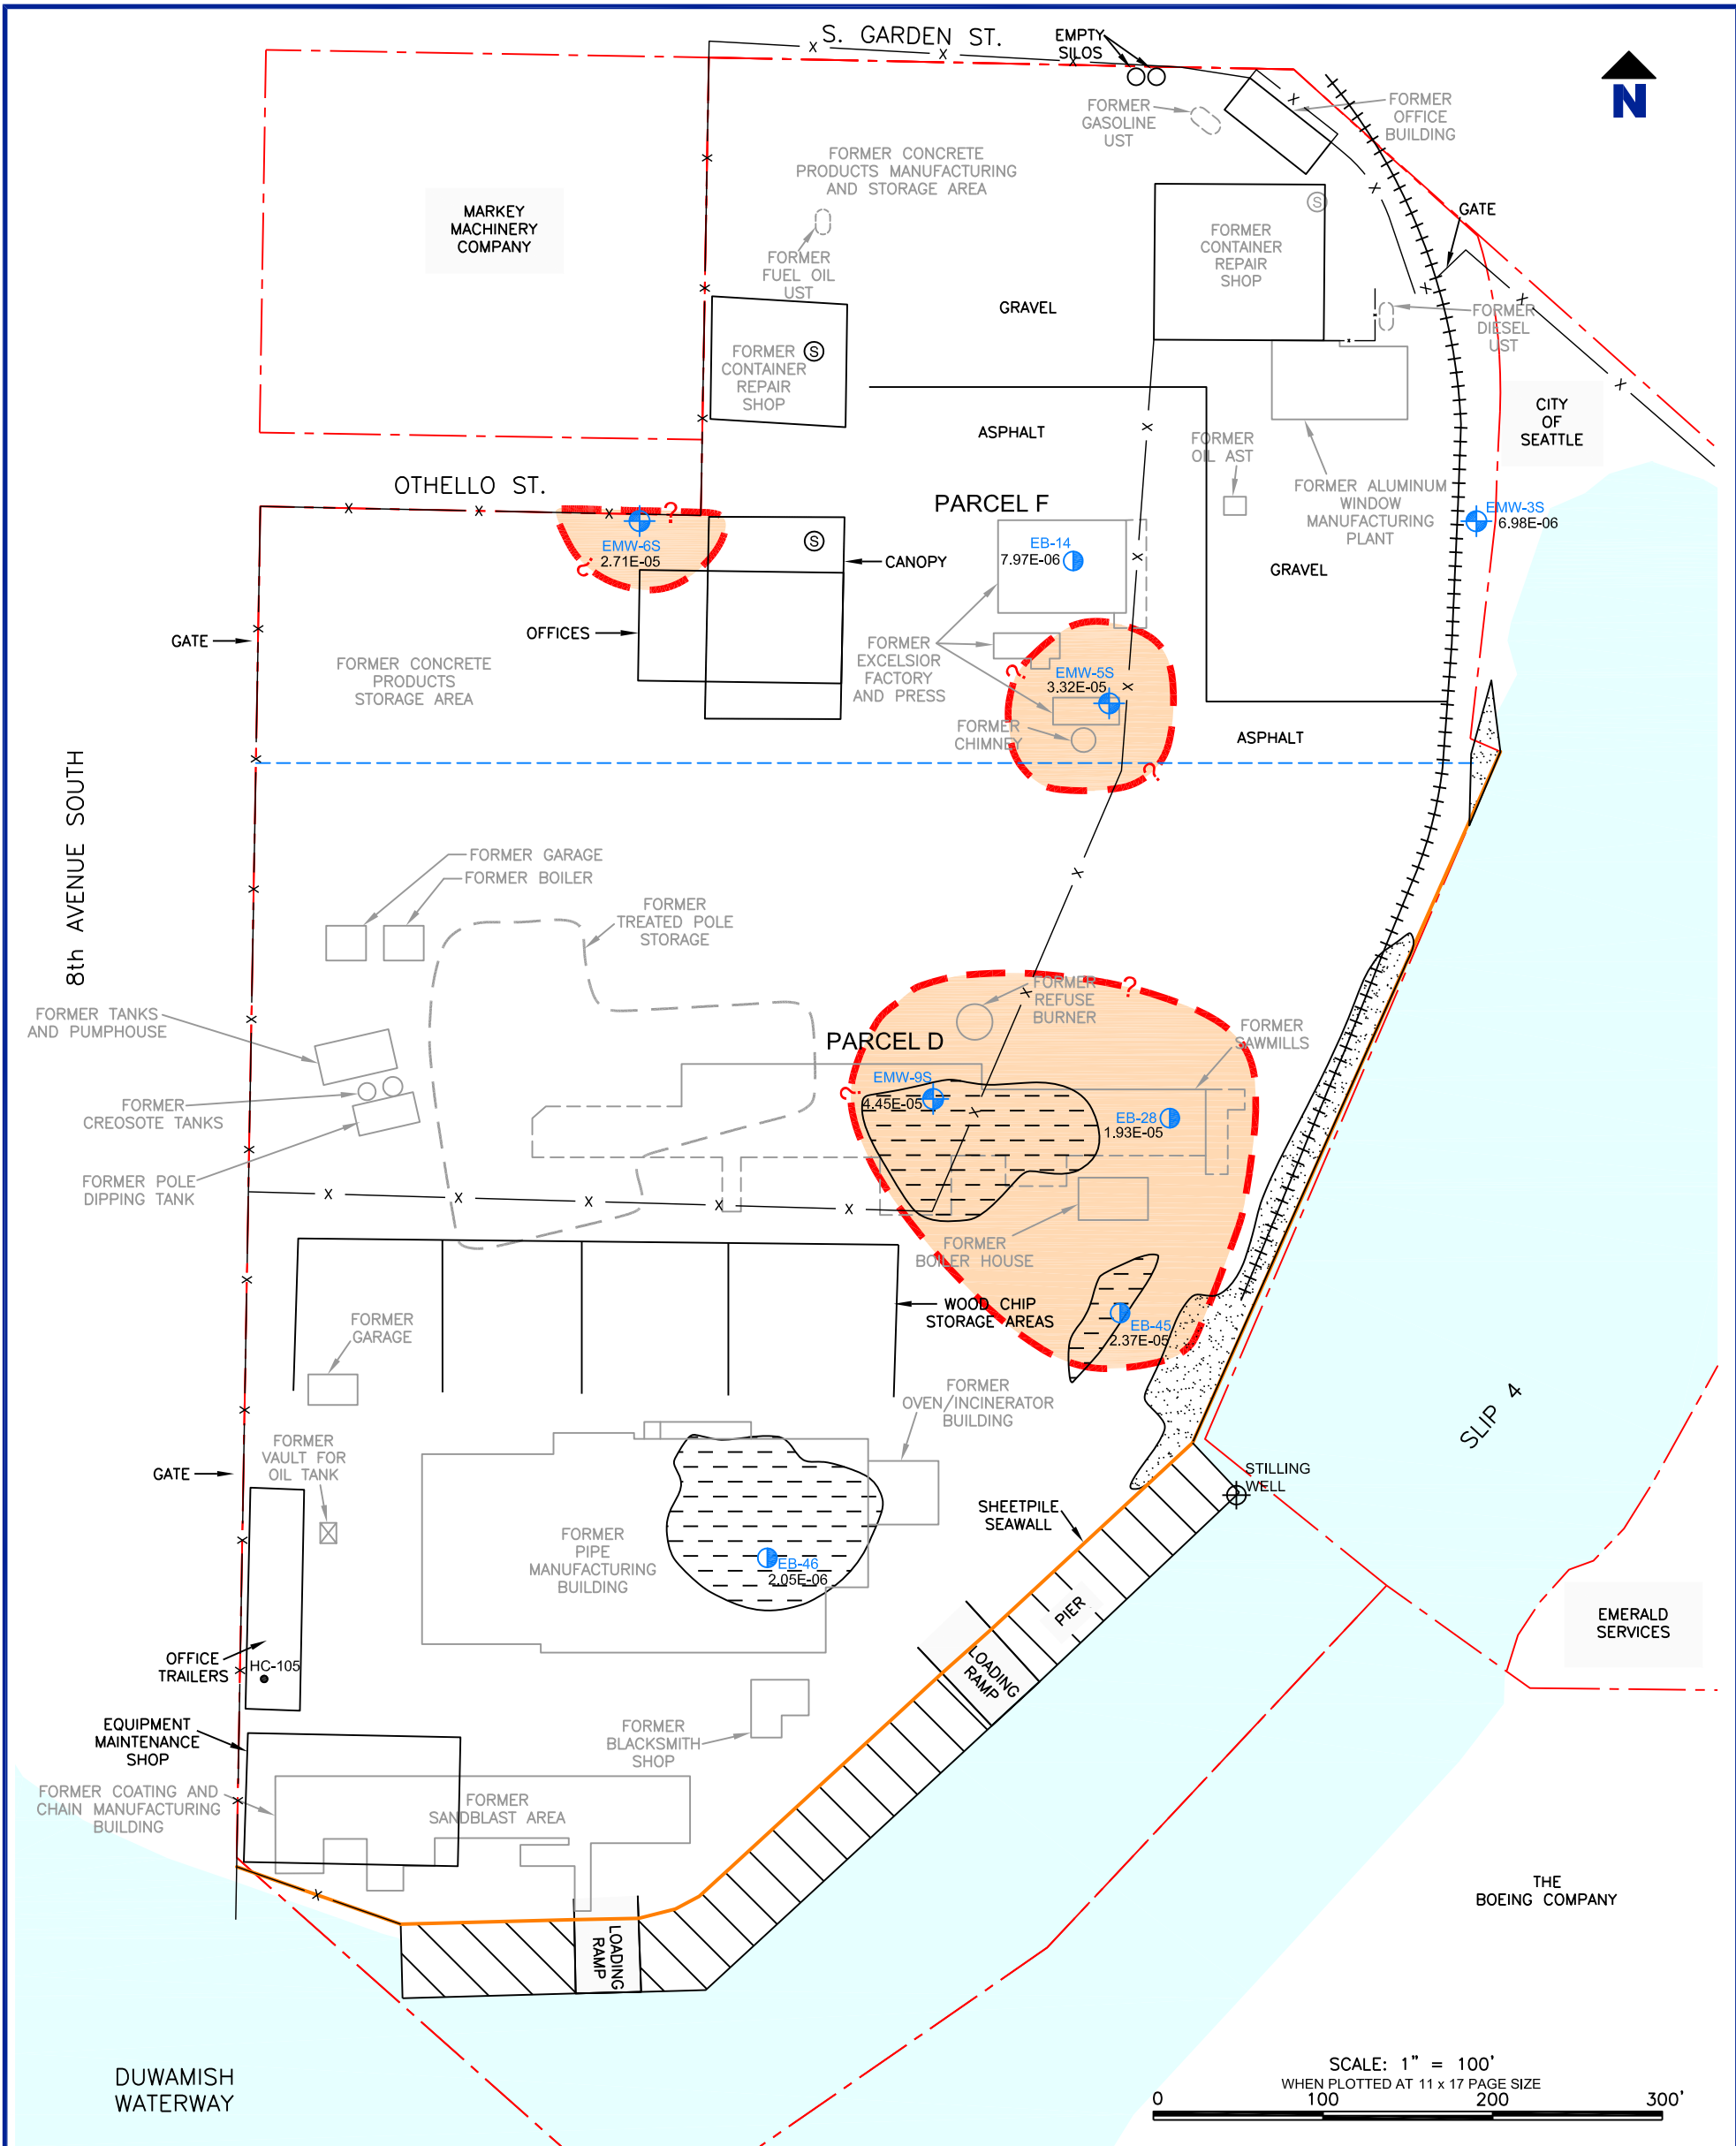 S. GARDEN ST.
EMPTY
SILOS
N
FORMER
GASOLINE
UST
FORMER
OFFICE
BUILDING
FORMER CONCRETE
PRODUCTS MANUFACTURING
AND STORAGE AREA
MARKEY
MACHINERY
COMPANY
FORMER
FUEL OIL
UST
S
FORMER
CONTAINER
REPAIR
SHOP
GATE
GRAVEL
FORMER
DIESEL
UST
FORMER
CONTAINER
REPAIR
SHOP
S
ASPHALT
CITY
OF
SEATTLE
FORMER
OIL AST
FORMER ALUMINUM
WINDOW
MANUFACTURING
PLANT
OTHELLO ST.
?
?
EMW-6S
2.71E-05
S
CANOPY
PARCEL F
EB-14
7.97E-06
EMW-3S
6.98E-06
GRAVEL
GATE
OFFICES
FORMER CONCRETE
PRODUCTS
STORAGE AREA
FORMER
EXCELSIOR
FACTORY
AND PRESS
?
EMW-5S
3.32E-05
FORMER
CHIMNEY
?
ASPHALT
8th AVENUE SOUTH
FORMER GARAGE
FORMER BOILER
FORMER
TREATED POLE
STORAGE
FORMER TANKS
AND PUMPHOUSE
FORMER
CREOSOTE TANKS
FORMER POLE
DIPPING TANK
?
FORMER
REFUSE
BURNER
FORMER
SAWMILLS
PARCEL D
?
EMW-9S
4.45E-05
EB-28
1.93E-05
FORMER
BOILER HOUSE
WOOD CHIP
STORAGE AREAS
EB-45
2.37E-05
FORMER
GARAGE
FORMER
OVEN/INCINERATOR
BUILDING
SLIP 4
FORMER
VAULT FOR
OIL TANK
GATE
STILLING
WELL
SHEETPILE
SEAWALL
FORMER
PIPE
MANUFACTURING
BUILDING
EB-46
2.05E-06
PIER
EMERALD
SERVICES
OFFICE
TRAILERS
HC-105
LOADING
RAMP
EQUIPMENT
MAINTENANCE
SHOP
FORMER
BLACKSMITH
SHOP
FORMER COATING AND
CHAIN MANUFACTURING
BUILDING
FORMER
SANDBLAST AREA
THE
BOEING COMPANY
LOADING
RAMP
DUWAMISH
WATERWAY
SCALE: 1" = 100'
WHEN PLOTTED AT 11 x 17 PAGE SIZE
0 100 200 300'